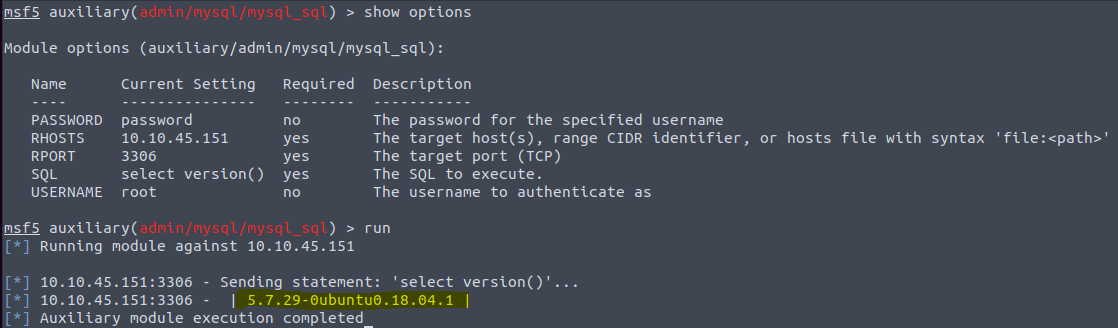 msf5 auxiliary(admin/mysql/mysql_sql) > show options
Module options (auxiliary/admin/mysql/mysql_sql):
Name Current Setting Required Description
---- --------------- -------- -----------
PASSWORD password no The password for the specified username
RHOSTS 10.10.45.151 yes The target host(s), range CIDR identifier, or hosts file with syntax 'file:<path>'
RPORT 3306 yes The target port (TCP)
SQL select version() yes The SQL to execute.
USERNAME root no The username to authenticate as
msf5 auxiliary(admin/mysql/mysql_sql) > run
[*] Running module against 10.10.45.151
[*] 10.10.45.151:3306 - Sending statement: 'select version()'...
[*] 10.10.45.151:3306 - | 5.7.29-0ubuntu0.18.04.1 |
[*] Auxiliary module execution completed